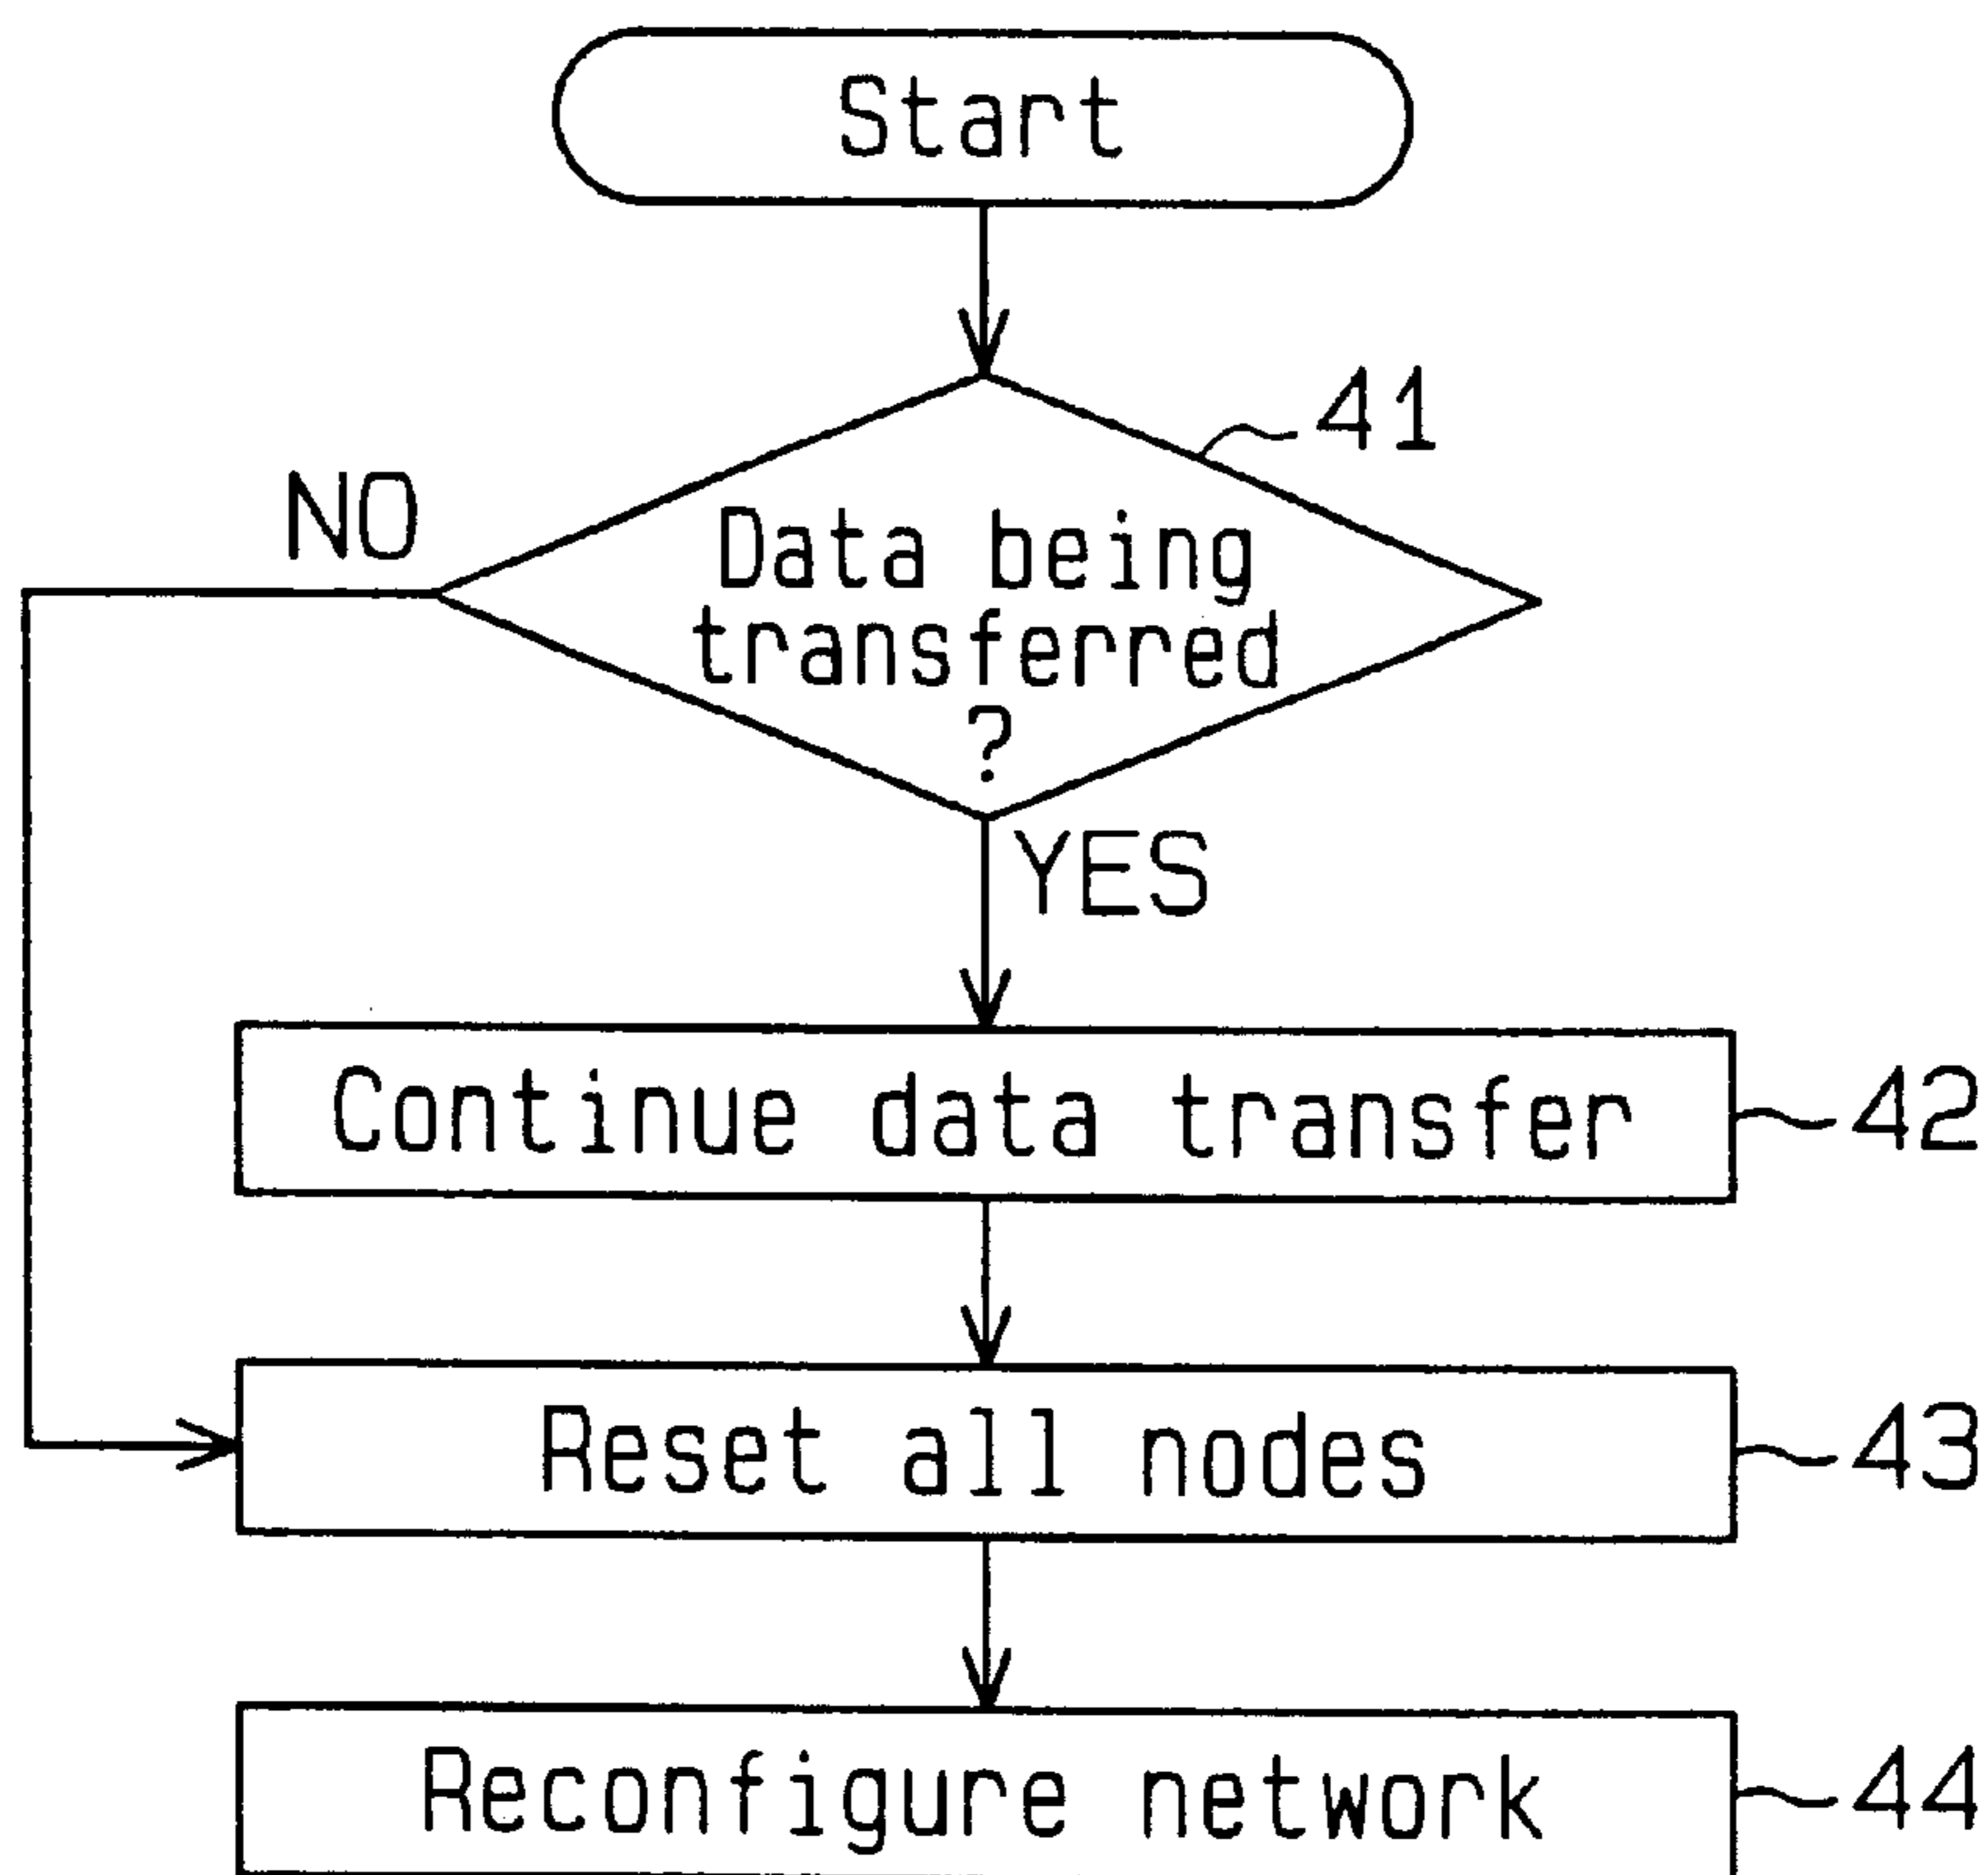 Start
41
NO
Data being
transferred
?
YES
Continue data transfer
42
Reset all nodes
43
Reconfigure network
44